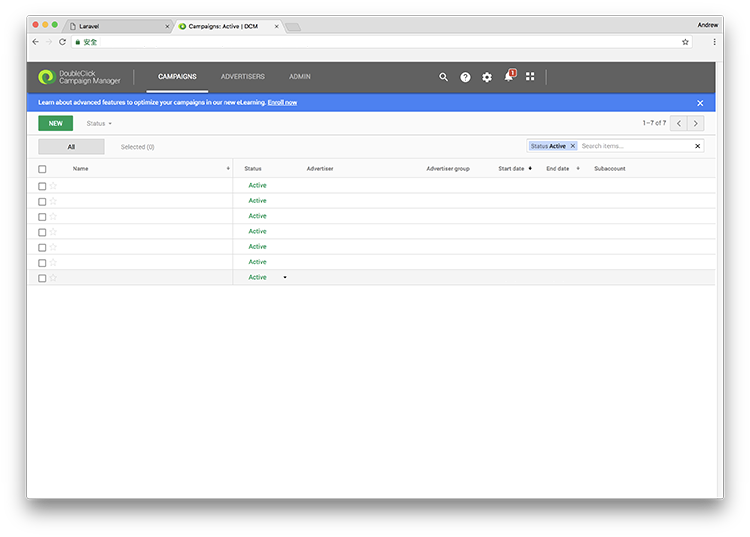 Laravel
Campaigns: Active | DCM
Andrew
安全
DoubleClick
Campaign Manager
CAMPAIGNS ADVERTISERS ADMIN
1
Learn about advanced features to optimize your campaigns in our new eLearning. Enroll now
NEW Status 1–7 of 7
All Selected (0) Status Active Search items...
Name Status Advertiser Advertiser group Start date End date Subaccount
Active
Active
Active
Active
Active
Active
Active